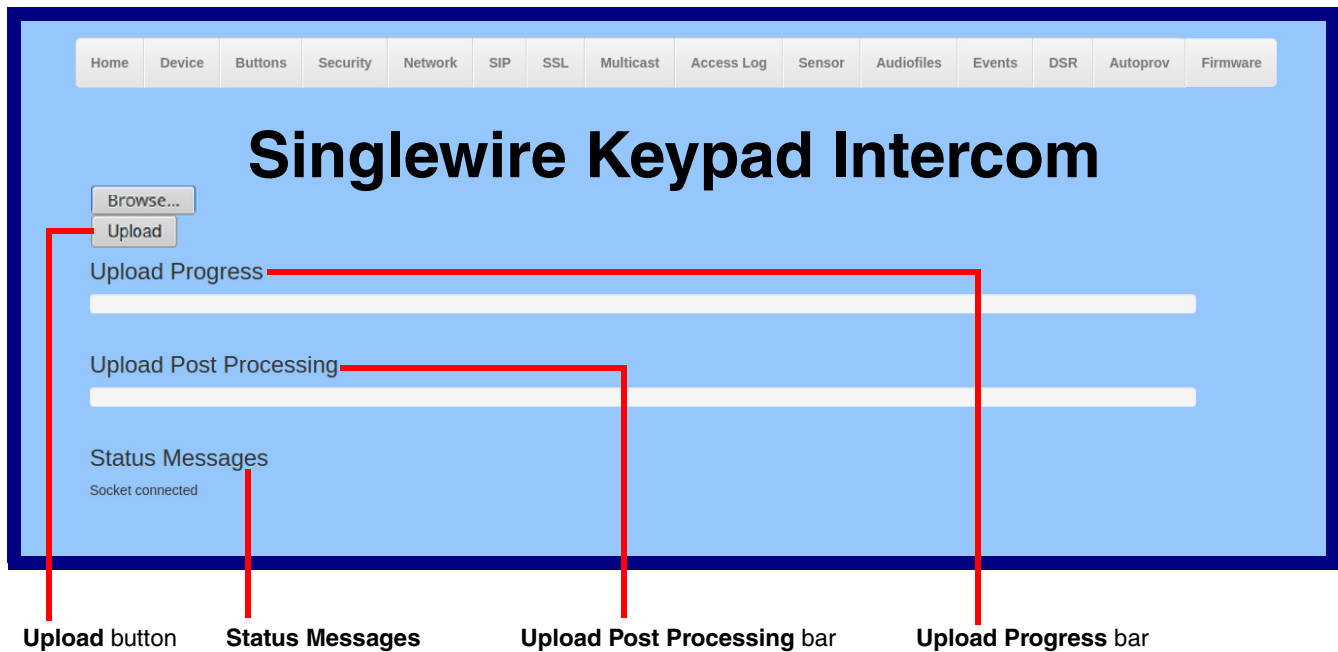 Home Device Buttons Security Network SIP SSL Multicast Access Log Sensor Audiofiles Events DSR Autoprov Firmware
Singlewire Keypad Intercom
Browse...
Upload
Upload Progress
Upload Post Processing
Status Messages
Socket connected
Upload button Status Messages Upload Post Processing bar Upload Progress bar